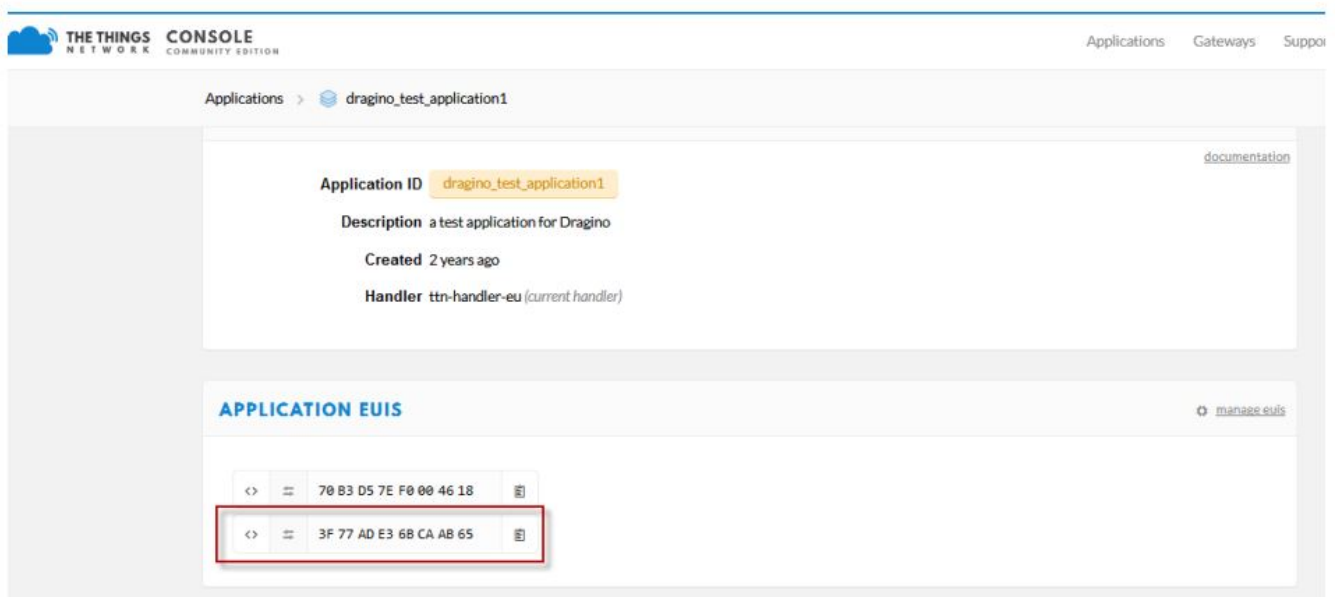 THE THINGS NETWORK
CONSOLE
COMMUNITY EDITION
Applications Gateways Suppor
Applications > dragino_test_application1
documentation
Application ID dragino_test_application1
Description a test application for Dragino
Created 2 years ago
Handler ttn-handler-eu (current handler)
APPLICATION EUIS
manage euis
<> 70 B3 D5 7E F0 00 46 18
<> 3F 77 AD E3 6B CA AB 65